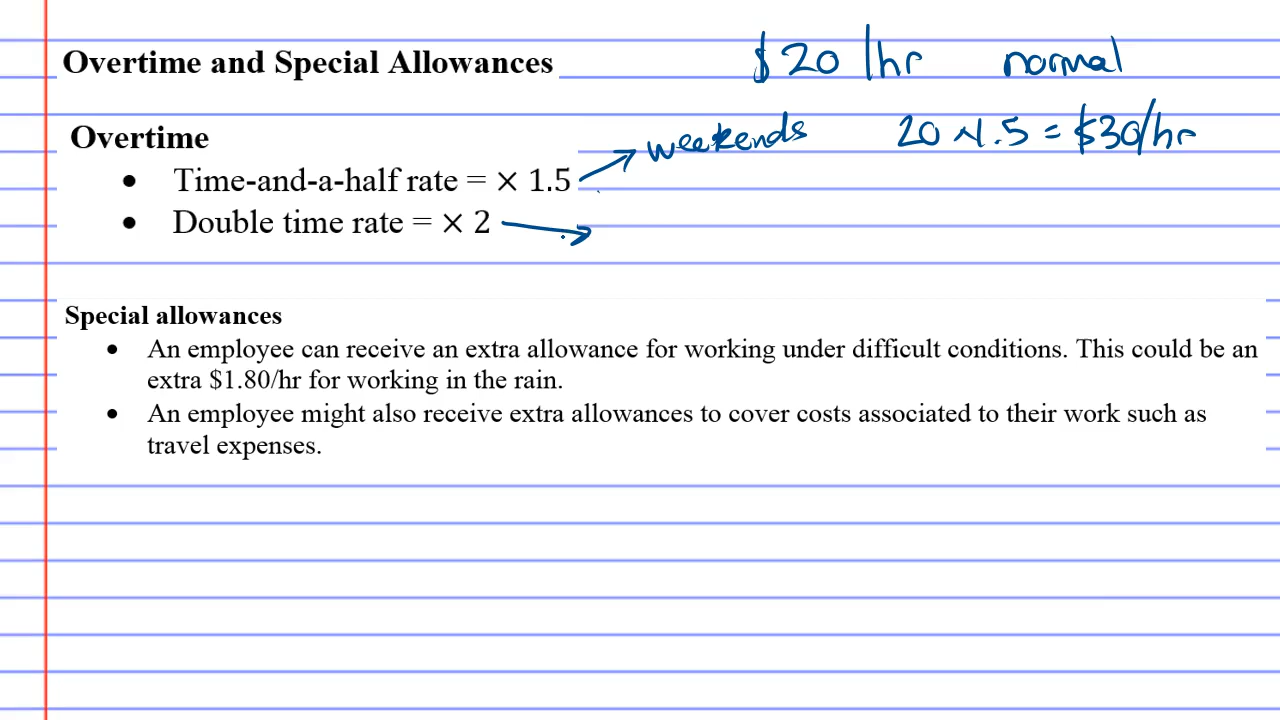 Overtime and Special Allowances
$20 /hr normal
Overtime
weekends 20 × 1.5 = $30/hr
• Time-and-a-half rate = × 1.5
• Double time rate = × 2
Special allowances
• An employee can receive an extra allowance for working under difficult conditions. This could be an
extra $1.80/hr for working in the rain.
• An employee might also receive extra allowances to cover costs associated to their work such as
travel expenses.